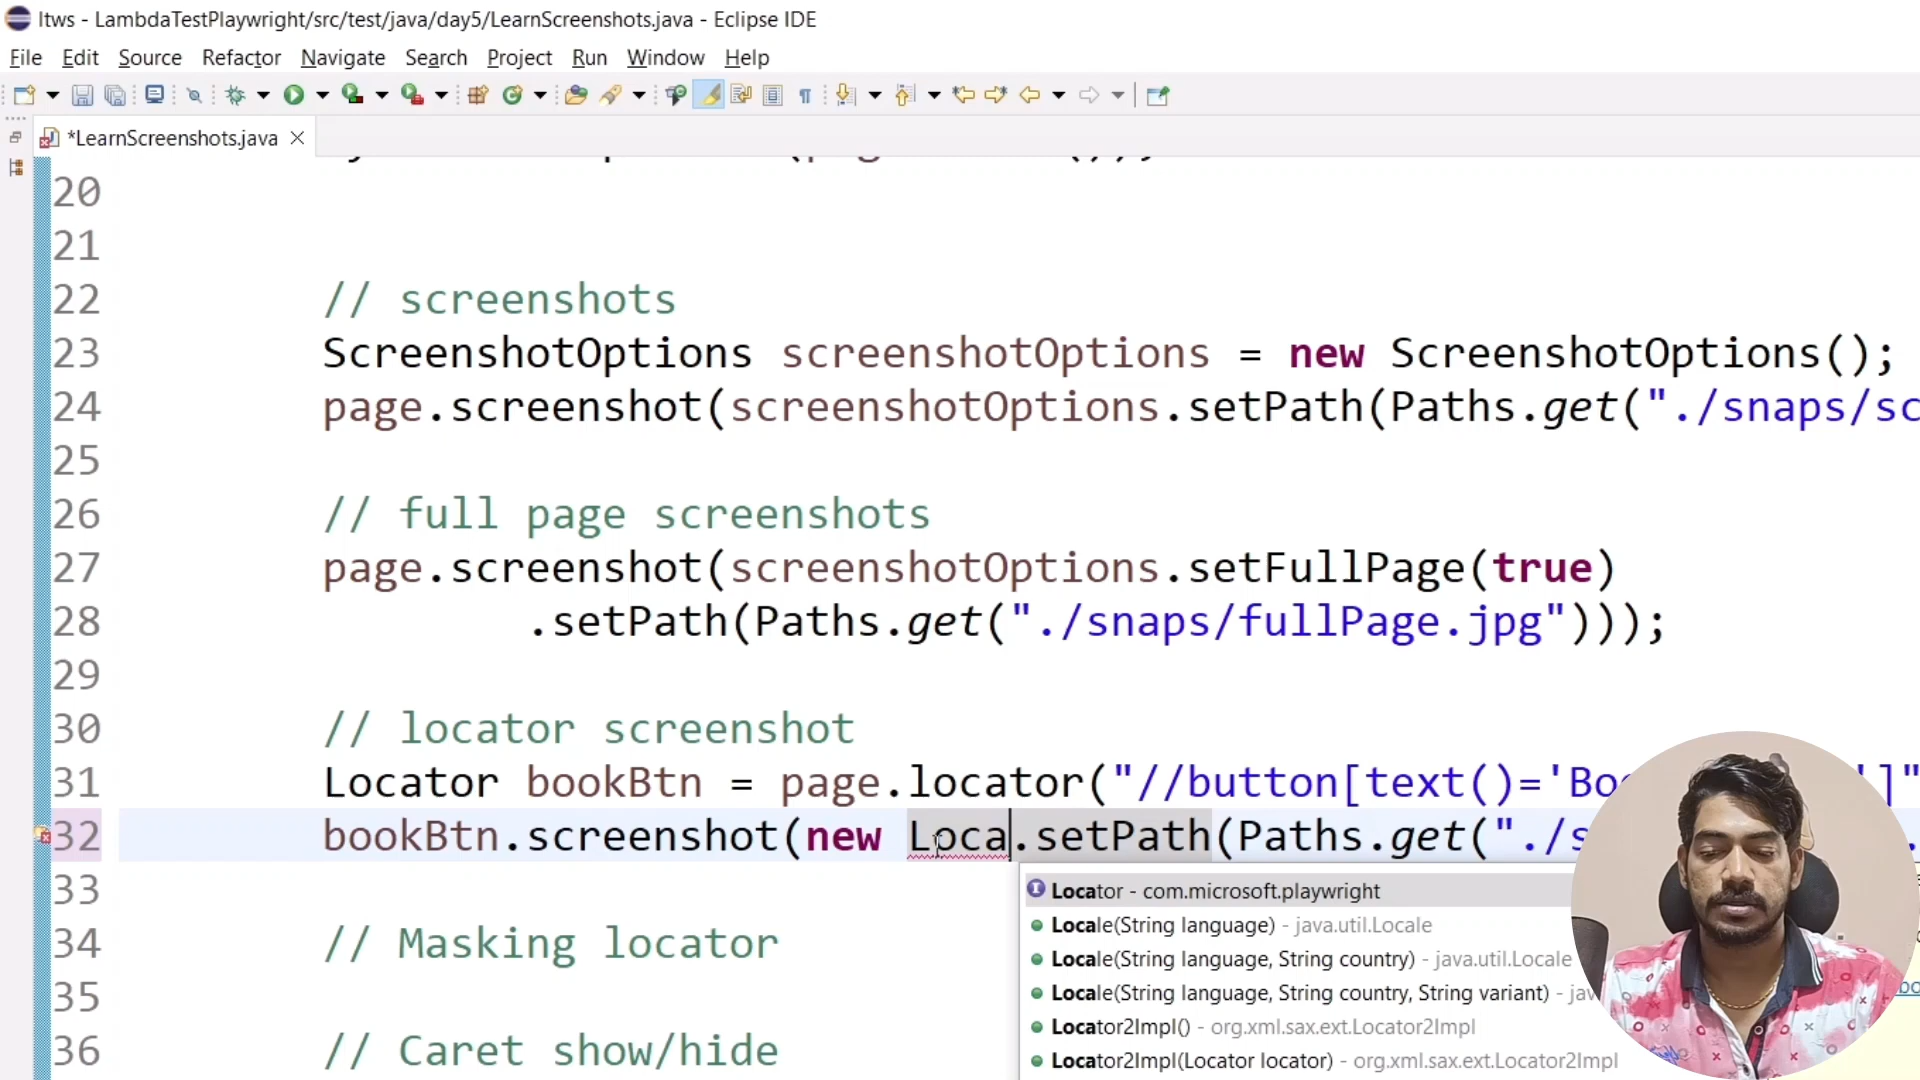 ltws - LambdaTestPlaywright/src/test/java/day5/LearnScreenshots.java - Eclipse IDE
File Edit Source Refactor Navigate Search Project Run Window Help
*LearnScreenshots.java
20
21
22 // screenshots
23 ScreenshotOptions screenshotOptions = new ScreenshotOptions();
24 page.screenshot(screenshotOptions.setPath(Paths.get("./snaps/sc
25
26 // full page screenshots
27 page.screenshot(screenshotOptions.setFullPage(true)
28 .setPath(Paths.get("./snaps/fullPage.jpg")));
29
30 // locator screenshot
31 Locator bookBtn = page.locator("//button[text()='Bo ']"
32 bookBtn.screenshot(new Loca.setPath(Paths.get("./s
33
34 // Masking locator
35
36 // Caret show/hide
Locator - com.microsoft.playwright
Locale(String language) - java.util.Locale
Locale(String language, String country) - java.util.Locale
Locale(String language, String country, String variant) - jav
Locator2Impl() - org.xml.sax.ext.Locator2Impl
Locator2Impl(Locator locator) - org.xml.sax.ext.Locator2Impl